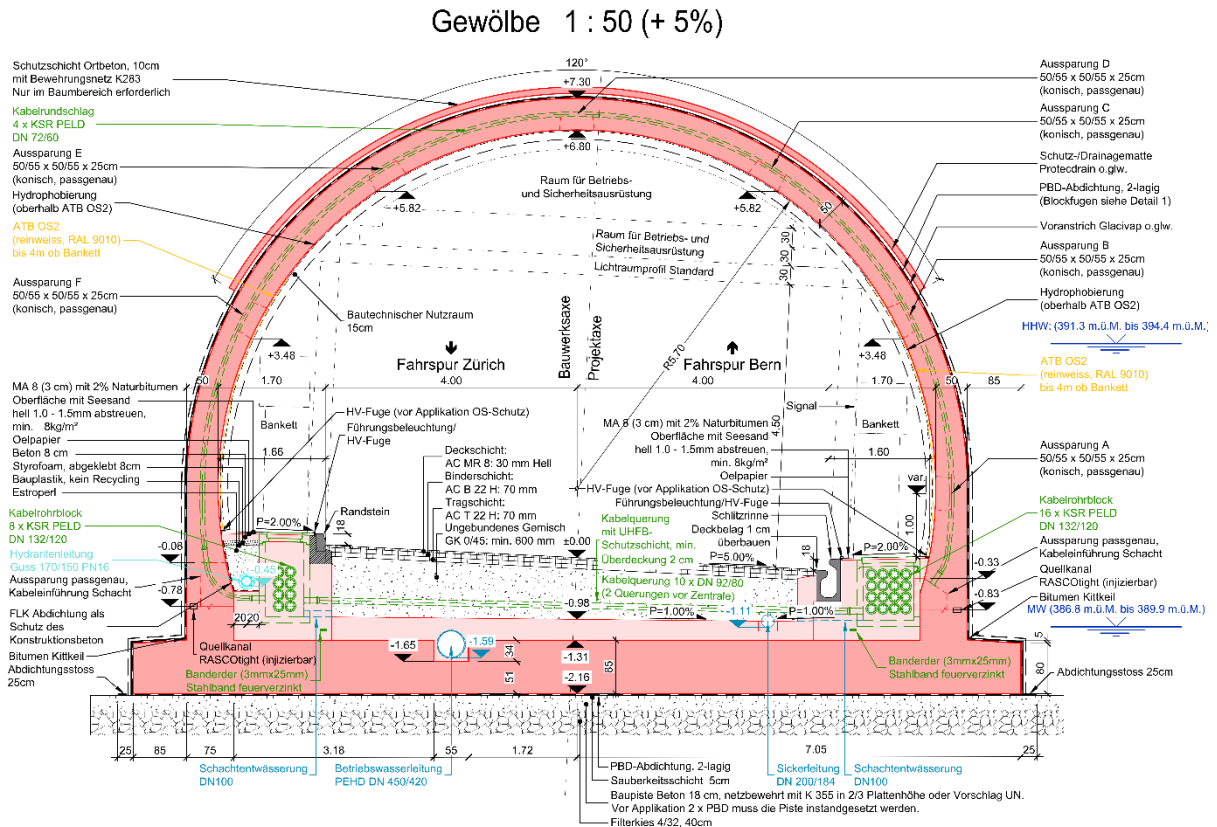 Gewölbe 1 : 50 (+ 5%)
Schutzschicht Ortbeton, 10cm
mit Bewehrungsnetz K283
Nur im Baumbereich erforderlich
Kabelrundschlag
4 x KSR PELD
DN 72/60
Aussparung E
50/55 x 50/55 x 25cm
(konisch, passgenau)
Hydrophobierung
(oberhalb ATB OS2)
ATB OS2
(reinweiss, RAL 9010)
bis 4m ob Bankett
Aussparung F
50/55 x 50/55 x 25cm
(konisch, passgenau)
120°
+7.30
+6.80
Raum für Betriebs-
und Sicherheitsausrüstung
+5.82
+5.82
50
Raum für Betriebs- und
Sicherheitsausrüstung
Lichtraumprofil Standard
30
30
30
Bautechnischer Nutzraum
15cm
Bauwerksaxe
Projektaxe
R5.70
+3.48
+3.48
Fahrspur Zürich
Fahrspur Bern
Aussparung D
50/55 x 50/55 x 25cm
(konisch, passgenau)
Aussparung C
50/55 x 50/55 x 25cm
(konisch, passgenau)
Schutz-/Drainagematte
Protecdrain o.glw.
PBD-Abdichtung, 2-lagig
(Blockfugen siehe Detail 1)
Voranstrich Glacivap o.glw.
Aussparung B
50/55 x 50/55 x 25cm
(konisch, passgenau)
Hydrophobierung
(oberhalb ATB OS2)
HHW: (391.3 m.ü.M. bis 394.4 m.ü.M.)
ATB OS2
(reinweiss, RAL 9010)
bis 4m ob Bankett
50
1.70
4.00
4.00
1.70
50
85
MA 8 (3 cm) mit 2% Naturbitumen
Oberfläche mit Seesand
hell 1.0 - 1.5mm abstreuen,
min. 8kg/m²
Oelpapier
Beton 8 cm
Styrofoam, abgeklebt 8cm
Bauplastik, kein Recycling
Estroperl
Kabelrohrblock
8 x KSR PELD
DN 132/120
Hydrantenleitung
Guss 170/150 PN16
Aussparung passgenau,
Kabeleinführung Schacht
FLK Abdichtung als
Schutz des
Konstruktionsbeton
Bitumen Kittkeil
Abdichtungsstoss
25cm
-0.06
-0.78
Bankett
1.66
HV-Fuge (vor Applikation OS-Schutz)
Führungsbeleuchtung/
HV-Fuge
Randstein
P=2.00%
18
-0.45
2020
Deckschicht:
AC MR 8: 30 mm Hell
Binderschicht:
AC B 22 H: 70 mm
Tragschicht:
AC T 22 H: 70 mm
Ungebundenes Gemisch
GK 0/45: min. 600 mm
Signal
4.50
MA 8 (3 cm) mit 2% Naturbitumen
Oberfläche mit Seesand
hell 1.0 - 1.5mm abstreuen,
min. 8kg/m²
Oelpapier
HV-Fuge (vor Applikation OS-Schutz)
Führungsbeleuchtung/HV-Fuge
Schlitzrinne
Deckbelag 1 cm
überbauen
Bankett
1.60
var.
1.00
Kabelquerung
mit UHFB-
Schutzschicht, min.
Überdeckung 2 cm
Kabelquerung 10 x DN 92/80
(2 Querungen vor Zentrale)
±0.00
P=5.00%
18
P=2.00%
-0.98
P=1.00%
-1.11
P=1.00%
-0.33
-0.83
Aussparung A
50/55 x 50/55 x 25cm
(konisch, passgenau)
Kabelrohrblock
16 x KSR PELD
DN 132/120
Aussparung passgenau,
Kabeleinführung Schacht
Quellkanal
RASCOtight (injizierbar)
Bitumen Kittkeil
MW (386.8 m.ü.M. bis 389.9 m.ü.M.)
5
80
Abdichtungsstoss 25cm
Quellkanal
RASCOtight (injizierbar)
Banderder (3mmx25mm)
Stahlband feuerverzinkt
-1.65
-1.59
34
51
-1.31
-2.16
85
Banderder (3mmx25mm)
Stahlband feuerverzinkt
25
85
75
3.18
55
1.72
7.05
25
Schachtentwässerung
DN100
Betriebswasserleitung
PEHD DN 450/420
Sickerleitung
DN 200/184
Schachtentwässerung
DN100
PBD-Abdichtung, 2-lagig
Sauberkeitsschicht 5cm
Baupiste Beton 18 cm, netzbewehrt mit K 355 in 2/3 Plattenhöhe oder Vorschlag UN.
Vor Applikation 2 x PBD muss die Piste instandgesetzt werden.
Filterkies 4/32, 40cm